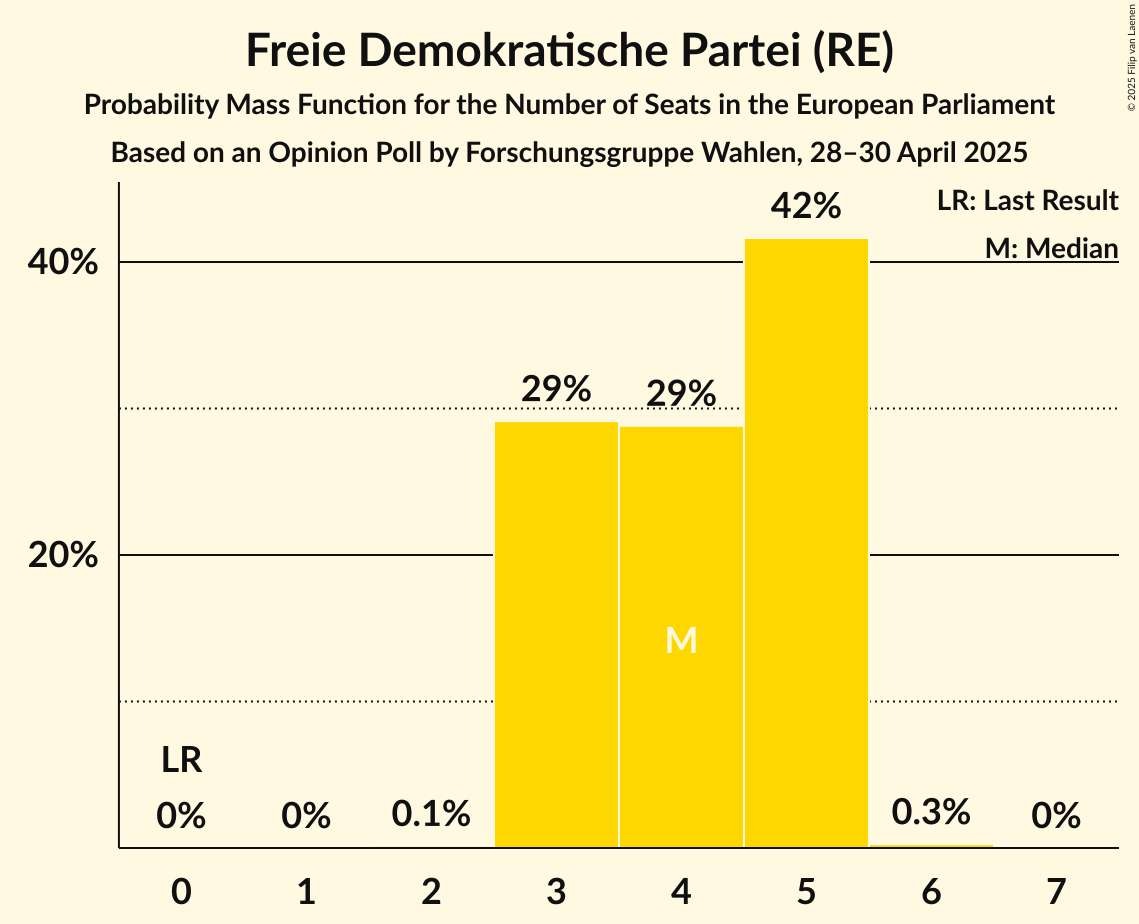 Freie Demokratische Partei (RE)
Probability Mass Function for the Number of Seats in the European Parliament
Based on an Opinion Poll by Forschungsgruppe Wahlen, 28–30 April 2025
© 2025 Filip van Laenen
LR: Last Result
M: Median
42%
40%
29%
29%
20%
M
LR
0%
0%
0.1%
0.3%
0%
0 1 2 3 4 5 6 7